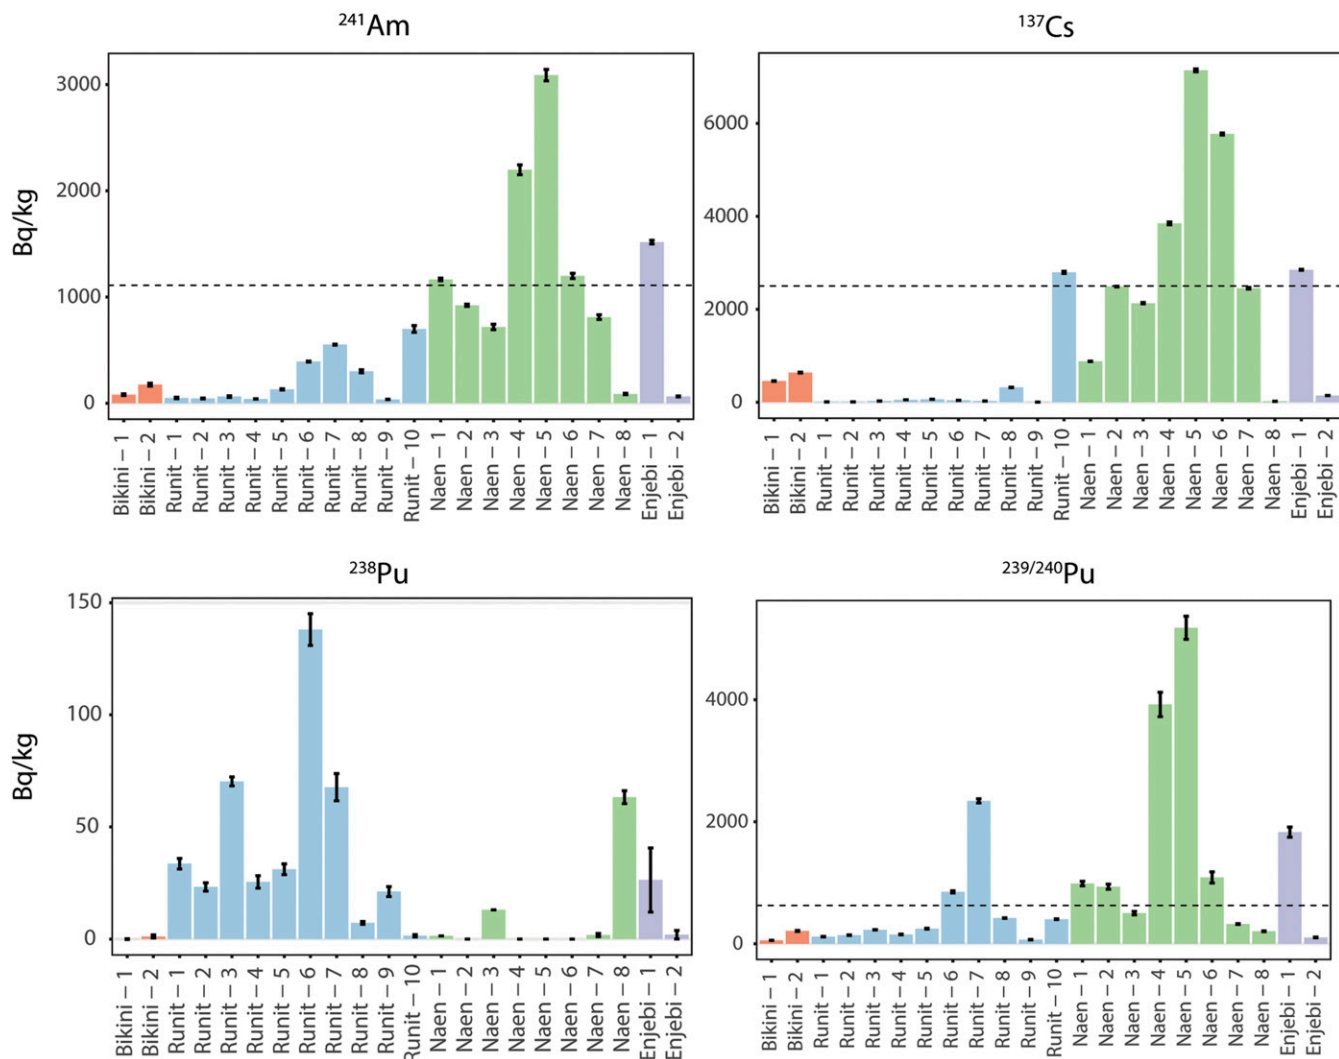 ²⁴¹Am
Bq/kg
3000
2000
1000
0
Bikini – 1
Bikini – 2
Runit – 1
Runit – 2
Runit – 3
Runit – 4
Runit – 5
Runit – 6
Runit – 7
Runit – 8
Runit – 9
Runit – 10
Naen – 1
Naen – 2
Naen – 3
Naen – 4
Naen – 5
Naen – 6
Naen – 7
Naen – 8
Enjebi – 1
Enjebi – 2
¹³⁷Cs
6000
4000
2000
0
Bikini – 1
Bikini – 2
Runit – 1
Runit – 2
Runit – 3
Runit – 4
Runit – 5
Runit – 6
Runit – 7
Runit – 8
Runit – 9
Runit – 10
Naen – 1
Naen – 2
Naen – 3
Naen – 4
Naen – 5
Naen – 6
Naen – 7
Naen – 8
Enjebi – 1
Enjebi – 2
²³⁸Pu
Bq/kg
150
100
50
0
Bikini – 1
Bikini – 2
Runit – 1
Runit – 2
Runit – 3
Runit – 4
Runit – 5
Runit – 6
Runit – 7
Runit – 8
Runit – 9
Runit – 10
Naen – 1
Naen – 2
Naen – 3
Naen – 4
Naen – 5
Naen – 6
Naen – 7
Naen – 8
Enjebi – 1
Enjebi – 2
²³⁹/²⁴⁰Pu
4000
2000
0
Bikini – 1
Bikini – 2
Runit – 1
Runit – 2
Runit – 3
Runit – 4
Runit – 5
Runit – 6
Runit – 7
Runit – 8
Runit – 9
Runit – 10
Naen – 1
Naen – 2
Naen – 3
Naen – 4
Naen – 5
Naen – 6
Naen – 7
Naen – 8
Enjebi – 1
Enjebi – 2